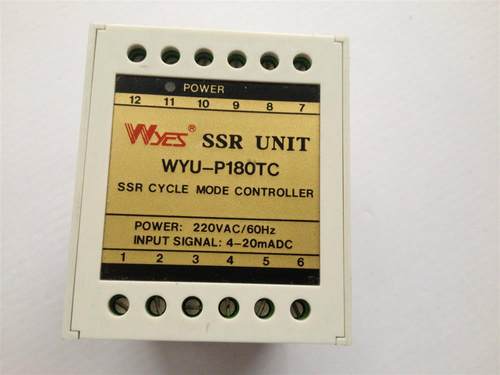 POWER
12 11 10 9 8 7
WYES® SSR UNIT
WYU-P180TC
SSR CYCLE MODE CONTROLLER
POWER: 220VAC/60Hz
INPUT SIGNAL: 4-20mADC
1 2 3 4 5 6